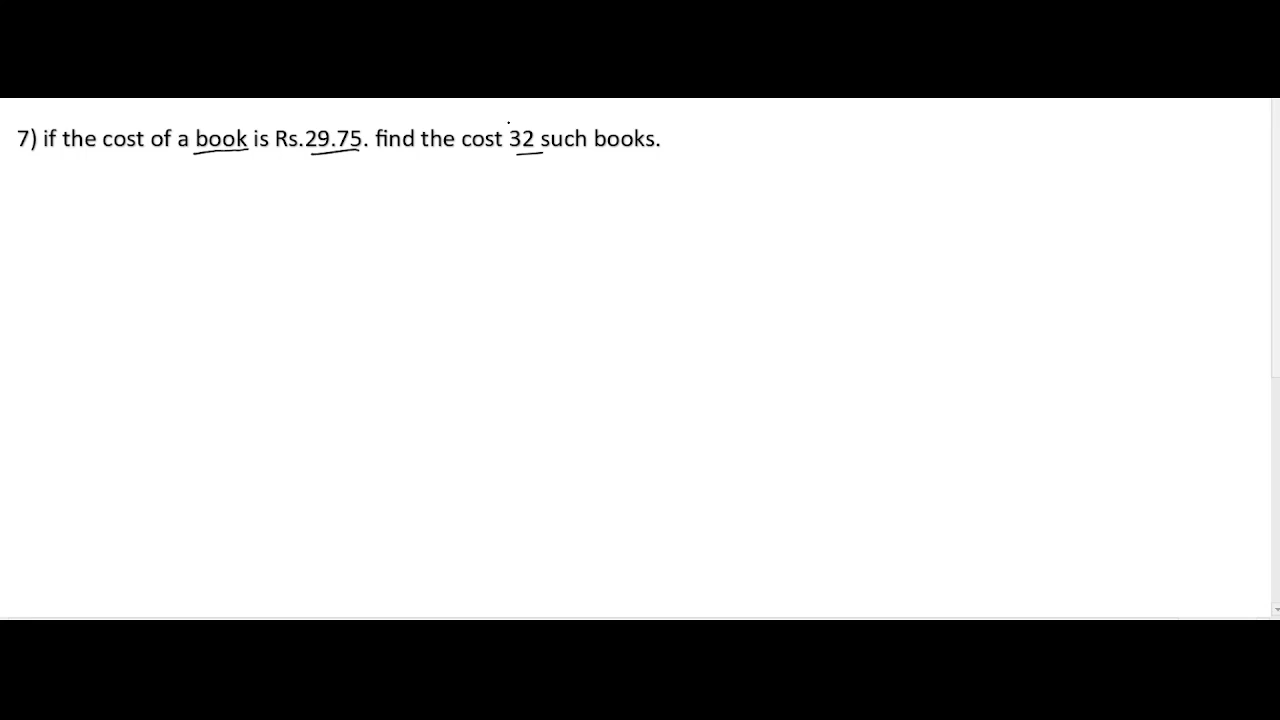 7) if the cost of a book is Rs.29.75. find the cost 32 such books.